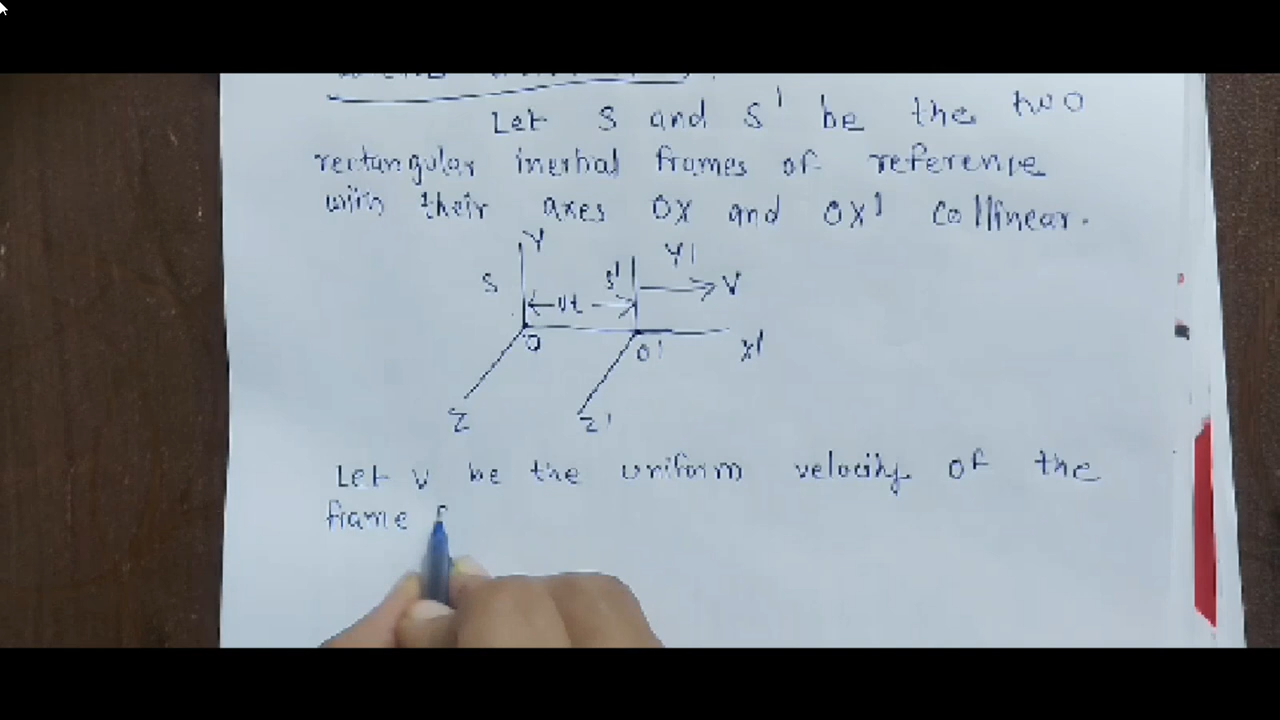 Let S and S' be the two
rectangular inertial frames of reference
with their axes OX and OX' collinear.
Y
Y'
S
S'
V
vt
O
O'
X'
Z
Z'
Let v be the uniform velocity of the
frame